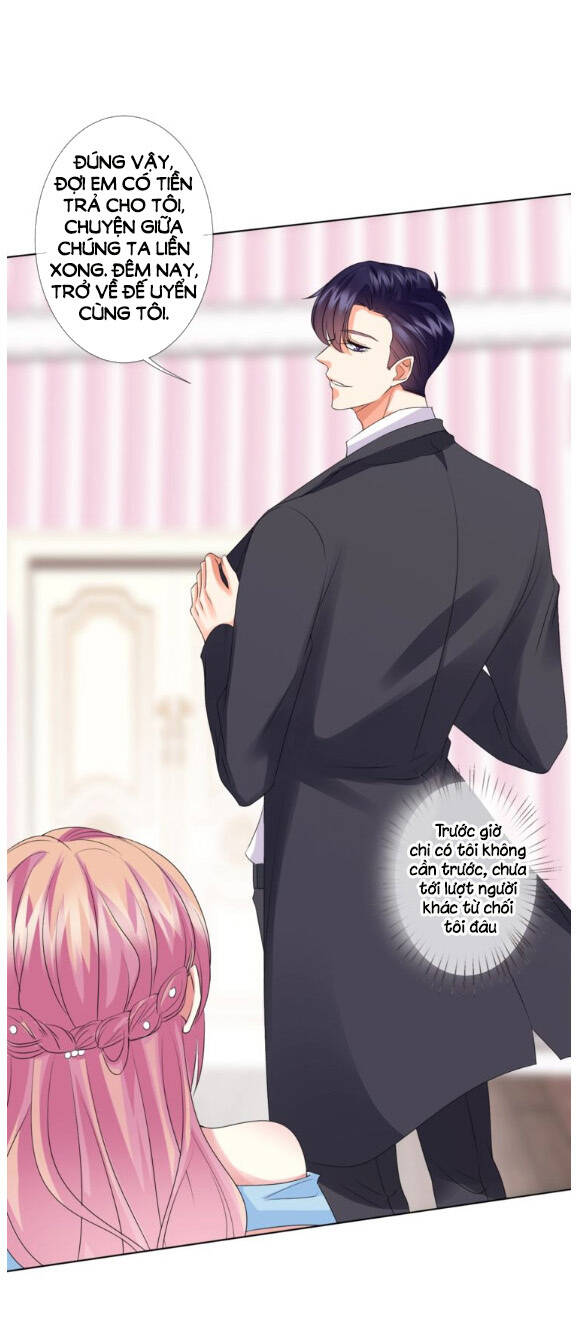 ĐÚNG VẬY,
ĐỢI EM CÓ TIỀN
TRẢ CHO TÔI,
CHUYỆN GIỮA
CHÚNG TA LIỀN
XONG. ĐÊM NAY,
TRỞ VỀ ĐẾ UYỂN
CÙNG TÔI.
Trước giờ
chỉ có tôi không
cần trước, chưa
tới lượt người
khác từ chối
tôi đâu